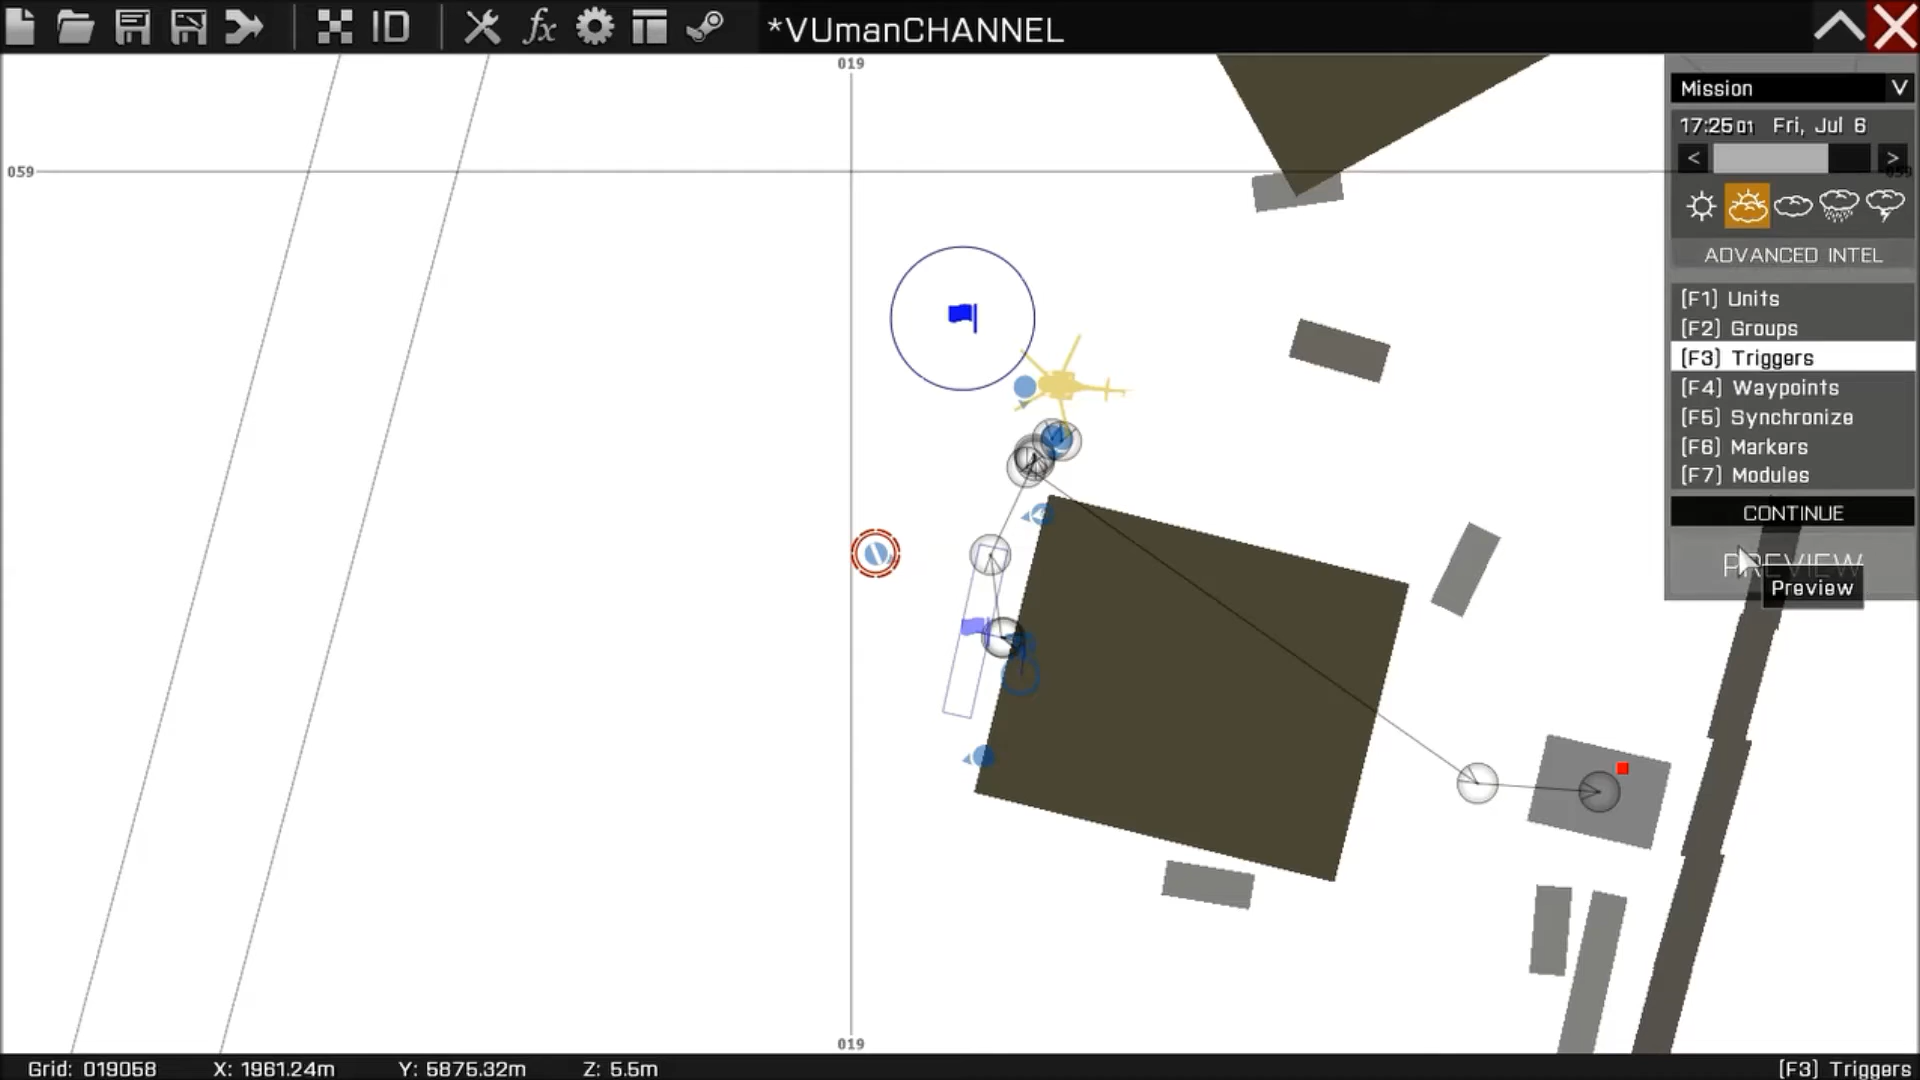 ID
fx
*VUmanCHANNEL
019
Mission
V
17:25 01 Fri, Jul 6
059
<
>
059
ADVANCED INTEL
(F1) Units
(F2) Groups
(F3) Triggers
(F4) Waypoints
(F5) Synchronize
(F6) Markers
(F7) Modules
CONTINUE
PREVIEW
Preview
019
Grid: 019058 X: 1961.24m Y: 5875.32m Z: 5.5m (F3) Triggers